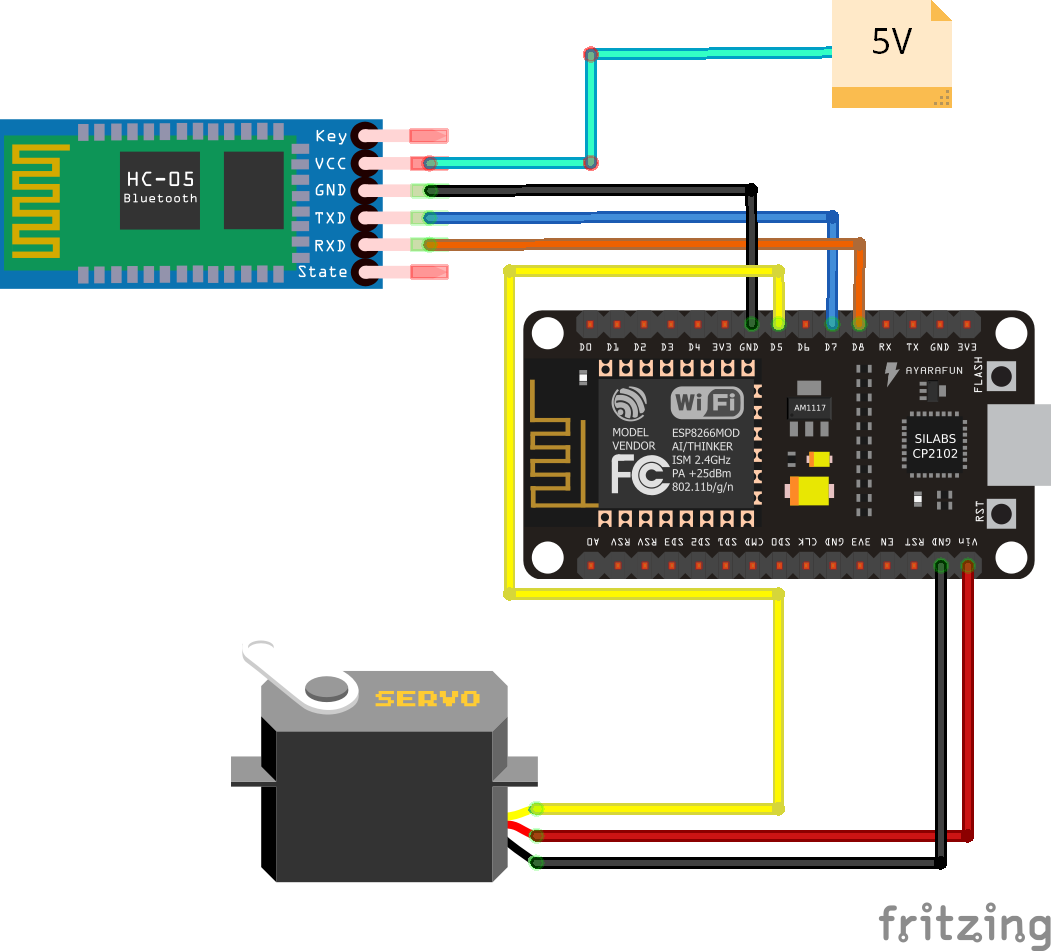 5V
Key
VCC
HC-05
Bluetooth
GND
TXD
RXD
State
D0 D1 D2 D3 D4 3V3 GND D5 D6 D7 D8 RX TX GND 3V3
FLASH
AYARAFUN
WiFi
AM1117
MODEL
VENDOR
ESP8266MOD
AI/THINKER
ISM 2.4GHz
PA +25dBm
802.11b/g/n
FC
SILABS
CP2102
RST
A0 RSV RSV SD3 SD2 SD1 CMD SD0 CLK GND 3V3 EN RST GND Vin
SERVO
fritzing